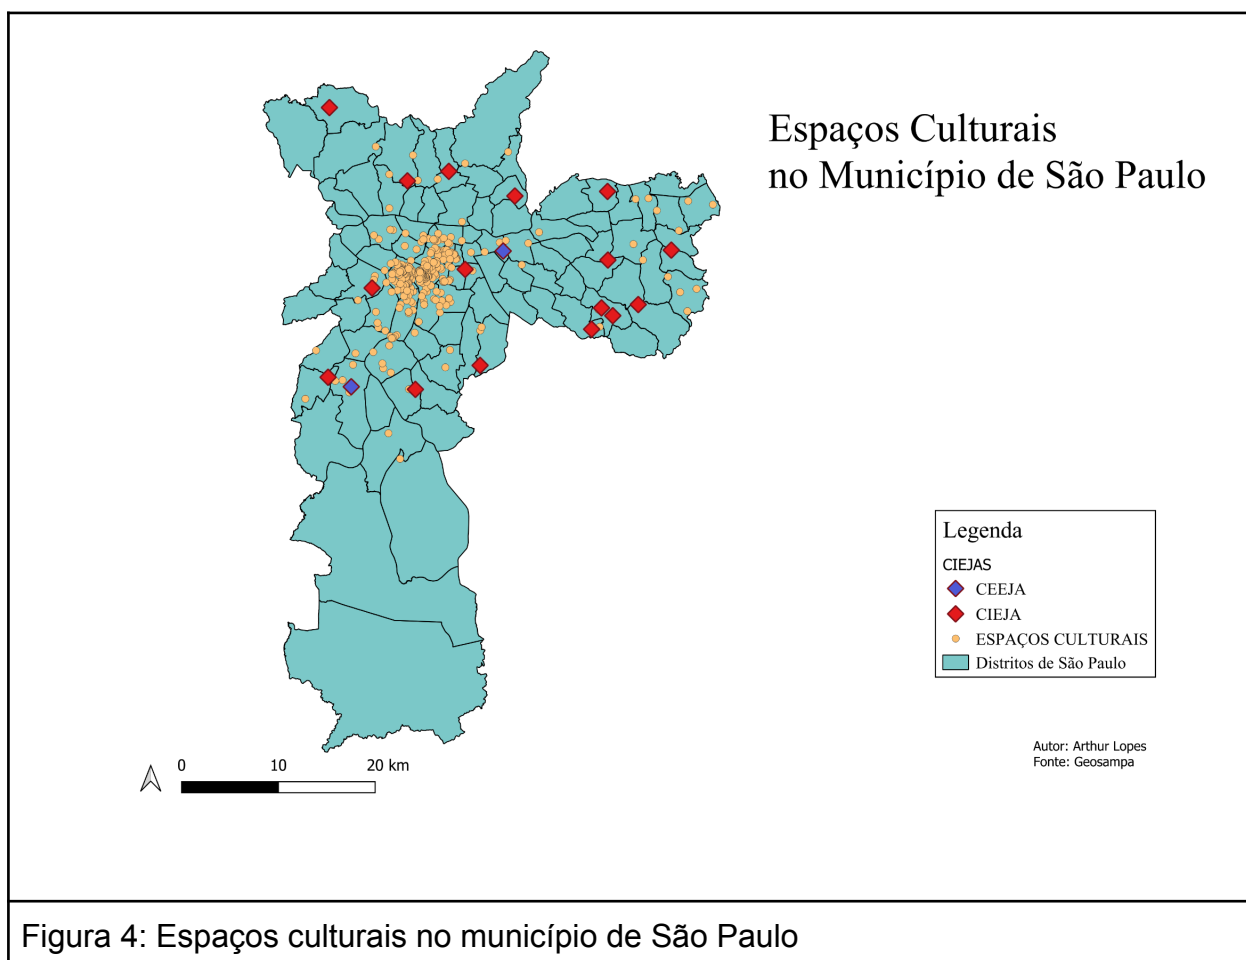 Espaços Culturais
no Município de São Paulo
Legenda
CIEJAS
CEEJA
CIEJA
ESPAÇOS CULTURAIS
Distritos de São Paulo
Autor: Arthur Lopes
Fonte: Geosampa
0 10 20 km
Figura 4: Espaços culturais no município de São Paulo